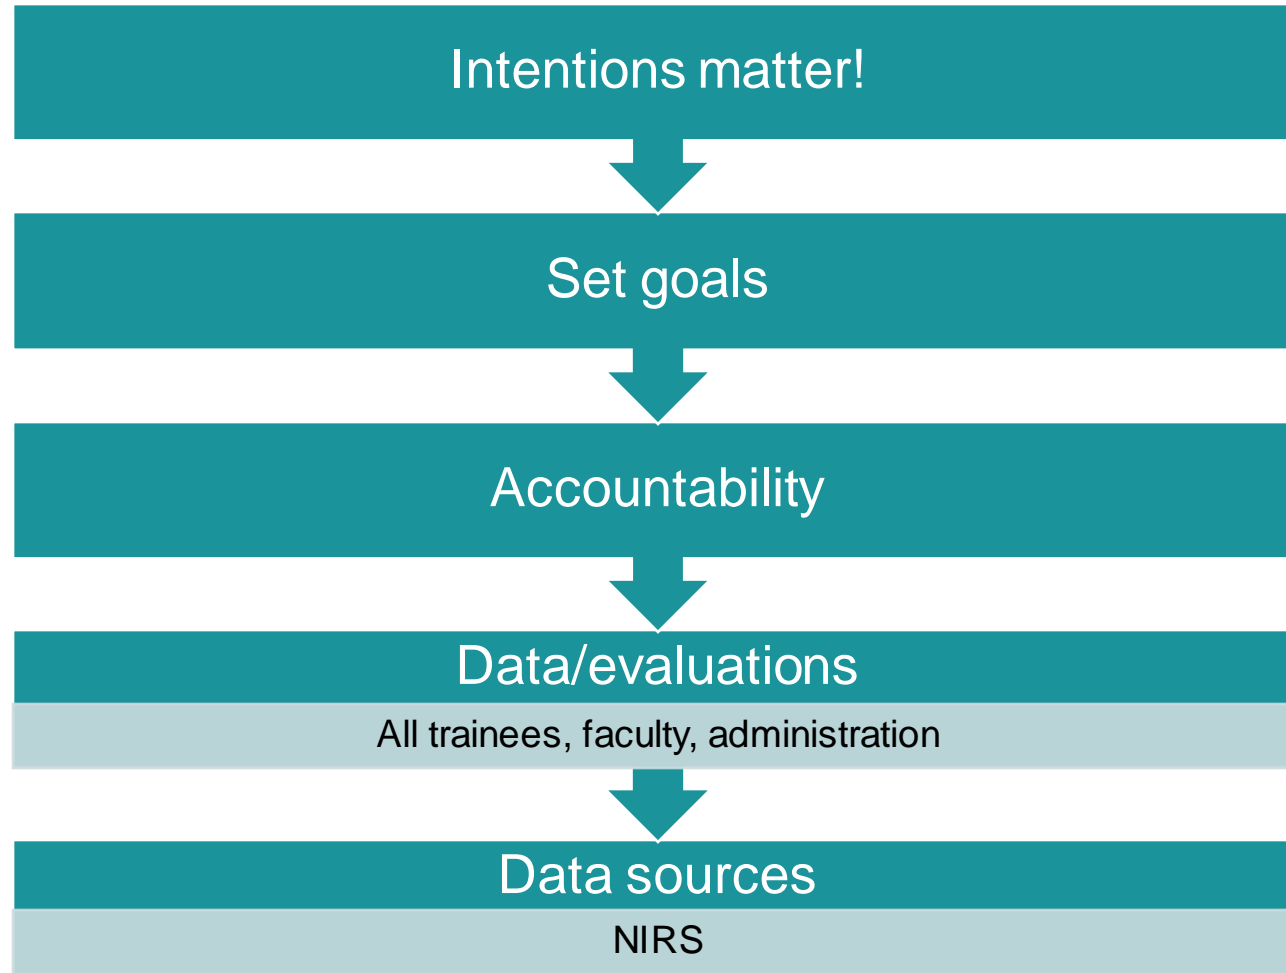 Intentions matter!
Set goals
Accountability
Data/evaluations
All trainees, faculty, administration
Data sources
NIRS